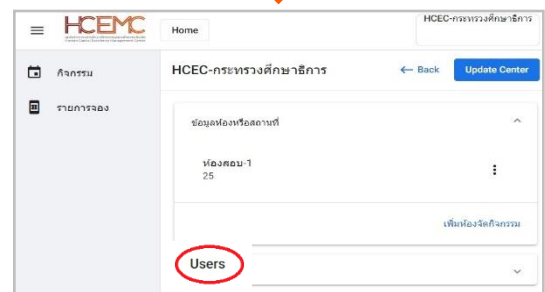 HCEMC
Home
HCEC-กระทรวงศึกษาธิการ
กิจกรรม
รายการจอง
HCEC-กระทรวงศึกษาธิการ
← Back
Update Center
ข้อมูลห้องหรือสถานที่
ห้องสอบ-1
25
เพิ่มห้องจัดกิจกรรม
Users